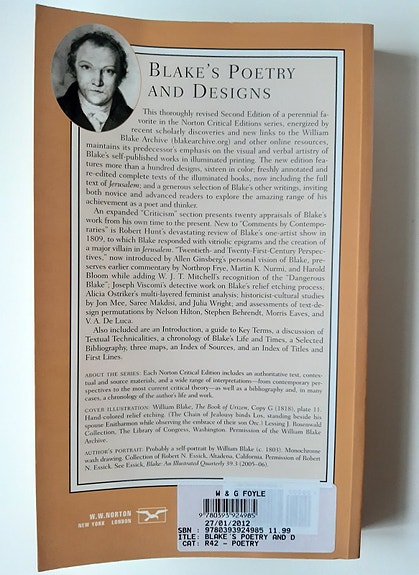 BLAKE'S POETRY
AND DESIGNS
This thoroughly revised Second Edition of a perennial fa-
vorite in the Norton Critical Editions series, energized by
recent scholarly discoveries and new links to the William
Blake Archive (blakearchive.org) and other online resources,
maintains its predecessor's emphasis on the visual and verbal artistry of
Blake's self-published works in illuminated printing. The new edition fea-
tures more than a hundred designs, sixteen in color; freshly annotated and
re-edited complete texts of the illuminated books, now including the full
text of Jerusalem; and a generous selection of Blake's other writings, inviting
both novice and advanced readers to explore the amazing range of his
achievement as a poet and thinker.
An expanded "Criticism" section presents twenty appraisals of Blake's
work from his own time to the present. New to "Comments by Contempo-
raries" is Robert Hunt's devastating review of Blake's one-artist show in
1809, to which Blake responded with vitriolic epigrams and the creation of
a major villain in Jerusalem. "Twentieth- and Twenty-First-Century Perspec-
tives," now introduced by Allen Ginsberg's personal vision of Blake, pre-
serves earlier commentary by Northrop Frye, Martin K. Nurmi, and Harold
Bloom while adding W. J. T. Mitchell's recognition of the "Dangerous
Blake"; Joseph Viscomi's detective work on Blake's relief etching process;
Alicia Ostriker's multi-layered feminist analysis; historicist-cultural studies
by Jon Mee, Saree Makdisi, and Julia Wright; and assessments of text-de-
sign permutations by Nelson Hilton, Stephen Behrendt, Morris Eaves, and
V. A. De Luca.
Also included are an Introduction, a guide to Key Terms, a discussion of
Textual Technicalities, a chronology of Blake's Life and Times, a Selected
Bibliography, three maps, an Index of Sources, and an Index of Titles and
First Lines.
ABOUT THE SERIES: Each Norton Critical Edition includes an authoritative text, contex-
tual and source materials, and a wide range of interpretations—from contemporary per-
spectives to the most current critical theory—as well as a bibliography and, in many
cases, a chronology of the author's life and work.
COVER ILLUSTRATION: William Blake, The Book of Urizen, Copy G (1818), plate 11.
Hand-colored relief etching. (The Chain of Jealousy binds Los, standing beside his
spouse Enitharmon while observing the embrace of their son Orc.) Lessing J. Rosenwald
Collection, The Library of Congress, Washington. Permission of the William Blake
Archive.
AUTHOR'S PORTRAIT: Probably a self-portrait by William Blake (c. 1803). Monochrome
wash drawing. Collection of Robert N. Essick, Altadena, California. Permission of Robert
N. Essick. See Essick, Blake: An Illustrated Quarterly 39.3 (2005–06).
W.W.NORTON
NEW YORK LONDON
W & G FOYLE
9780393924985
27/01/2012
SBN : 9780393924985 11.99
ITLE: BLAKE'S POETRY AND D
CAT: R42 - POETRY